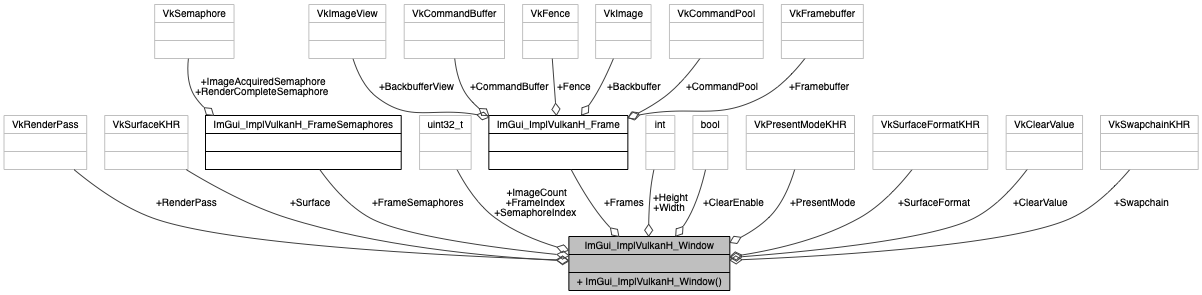 VkSemaphore
VkImageView
VkCommandBuffer
VkFence
VkImage
VkCommandPool
VkFramebuffer
+ImageAcquiredSemaphore
+RenderCompleteSemaphore
+BackbufferView
+CommandBuffer
+Fence
+Backbuffer
+CommandPool
+Framebuffer
VkRenderPass
VkSurfaceKHR
ImGui_ImplVulkanH_FrameSemaphores
uint32_t
ImGui_ImplVulkanH_Frame
int
bool
VkPresentModeKHR
VkSurfaceFormatKHR
VkClearValue
VkSwapchainKHR
+RenderPass
+Surface
+FrameSemaphores
+ImageCount
+FrameIndex
+SemaphoreIndex
+Frames
+Height
+Width
+ClearEnable
+PresentMode
+SurfaceFormat
+ClearValue
+Swapchain
ImGui_ImplVulkanH_Window
+ ImGui_ImplVulkanH_Window()